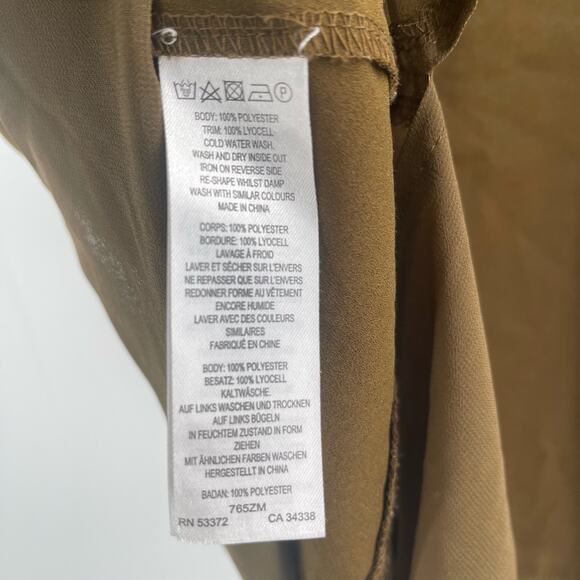 P
BODY: 100% POLYESTER
TRIM: 100% LYOCELL
COLD WATER WASH.
WASH AND DRY INSIDE OUT
IRON ON REVERSE SIDE
RE-SHAPE WHILST DAMP
WASH WITH SIMILAR COLOURS
MADE IN CHINA
CORPS: 100% POLYESTER
BORDURE: 100% LYOCELL
LAVAGE À FROID
LAVER ET SÉCHER SUR L'ENVERS
NE REPASSER QUE SUR L'ENVERS
REDONNER FORME AU VÊTEMENT
ENCORE HUMIDE
LAVER AVEC DES COULEURS
SIMILAIRES
FABRIQUÉ EN CHINE
BODY: 100% POLYESTER
BESATZ: 100% LYOCELL
KALTWÄSCHE.
AUF LINKS WASCHEN UND TROCKNEN
AUF LINKS BÜGELN
IN FEUCHTEM ZUSTAND IN FORM
ZIEHEN
MIT ÄHNLICHEN FARBEN WASCHEN
HERGESTELLT IN CHINA
BADAN: 100% POLYESTER
765ZM
RN 53372 CA 34338